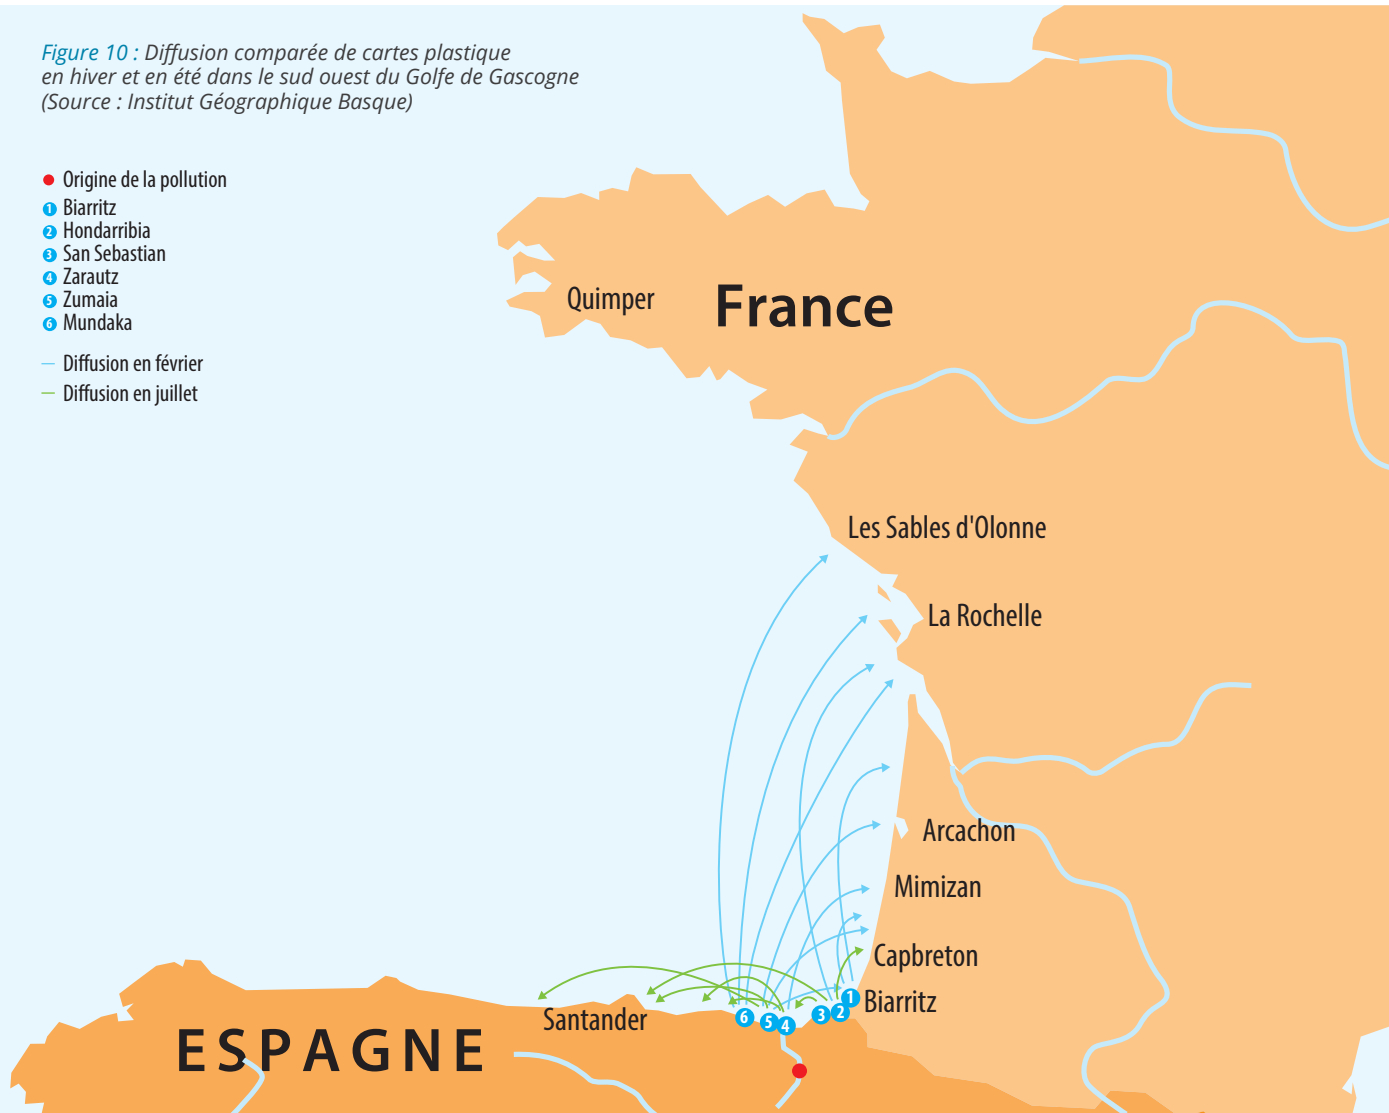 Figure 10 : Diffusion comparée de cartes plastique
en hiver et en été dans le sud ouest du Golfe de Gascogne
(Source : Institut Géographique Basque)
Origine de la pollution
1 Biarritz
2 Hondarribia
3 San Sebastian
4 Zarautz
5 Zumaia
6 Mundaka
Diffusion en février
Diffusion en juillet
Quimper
France
Les Sables d'Olonne
La Rochelle
Arcachon
Mimizan
Capbreton
Biarritz
1
2
3
4
5
6
Santander
ESPAGNE